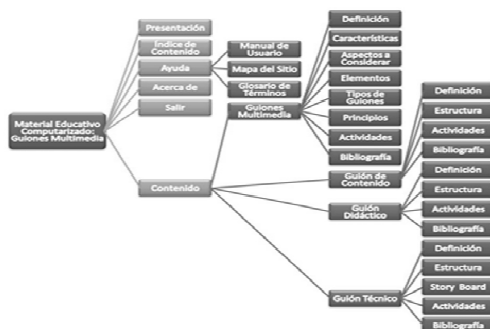 Material Educativo
Computarizado:
Guiones Multimedia
Presentación
Índice de
Contenido
Ayuda
Manual de
Usuario
Mapa del Sitio
Glosario de
Términos
Acerca de
Salir
Contenido
Guiones
Multimedia
Definición
Características
Aspectos a
Considerar
Elementos
Tipos de
Guiones
Principios
Actividades
Bibliografía
Guión de
Contenido
Definición
Estructura
Actividades
Bibliografía
Guión
Didáctico
Definición
Estructura
Actividades
Bibliografía
Guión Técnico
Definición
Estructura
Story Board
Actividades
Bibliografía